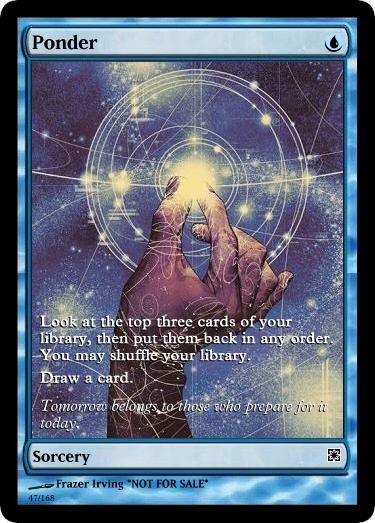 Ponder
Look at the top three cards of your
library, then put them back in any order.
You may shuffle your library.
Draw a card.
Tomorrow belongs to those who prepare for it
today.
Sorcery
Frazer Irving *NOT FOR SALE*
47/168